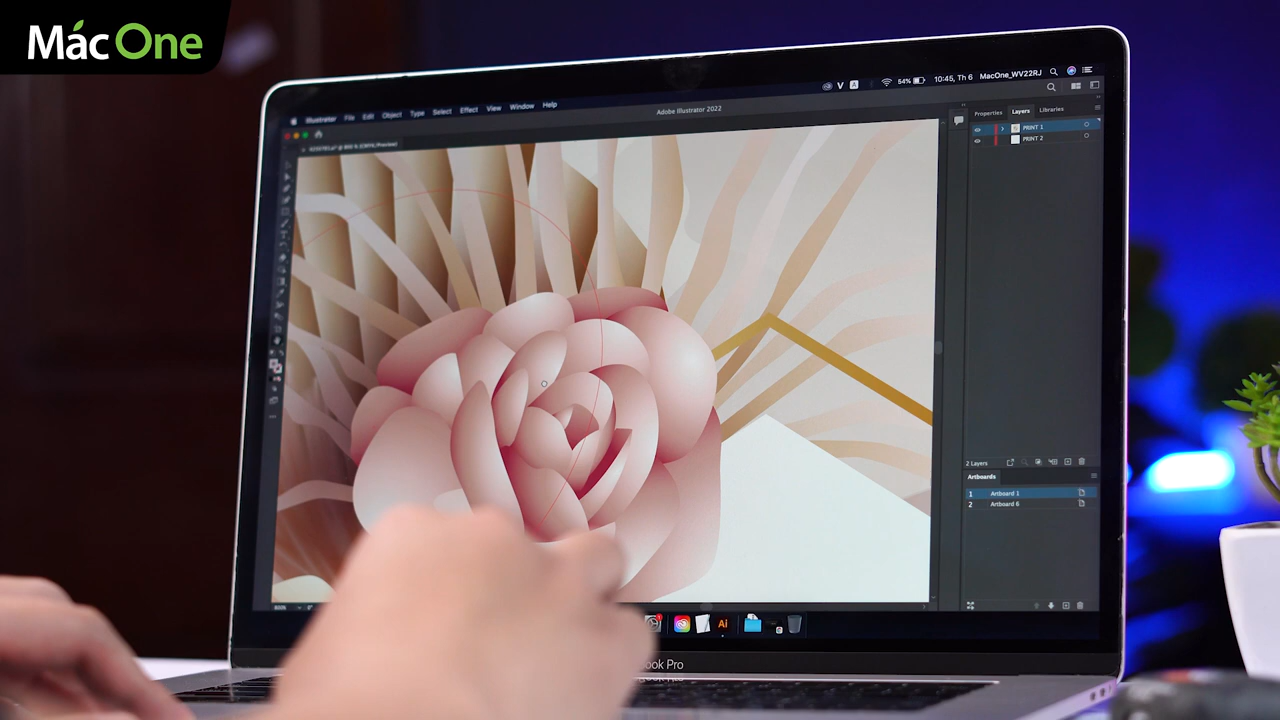 Mác One
54% 10:45, Th 6 MacOne_WV22RJ
Illustrator File Edit Object Type Select Effect View Window Help
Adobe Illustrator 2022
Properties Layers Libraries
PRINT 1
PRINT 2
2 Layers
Artboards
1 Artboard 1
2 Artboard 6
600%
Ai
ook Pro